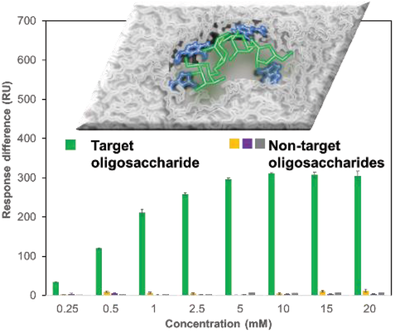 700
600
500
400
300
200
100
0
Response difference (RU)
Target
oligosaccharide
Non-target
oligosaccharides
0.25 0.5 1 2.5 5 10 15 20
Concentration (mM)